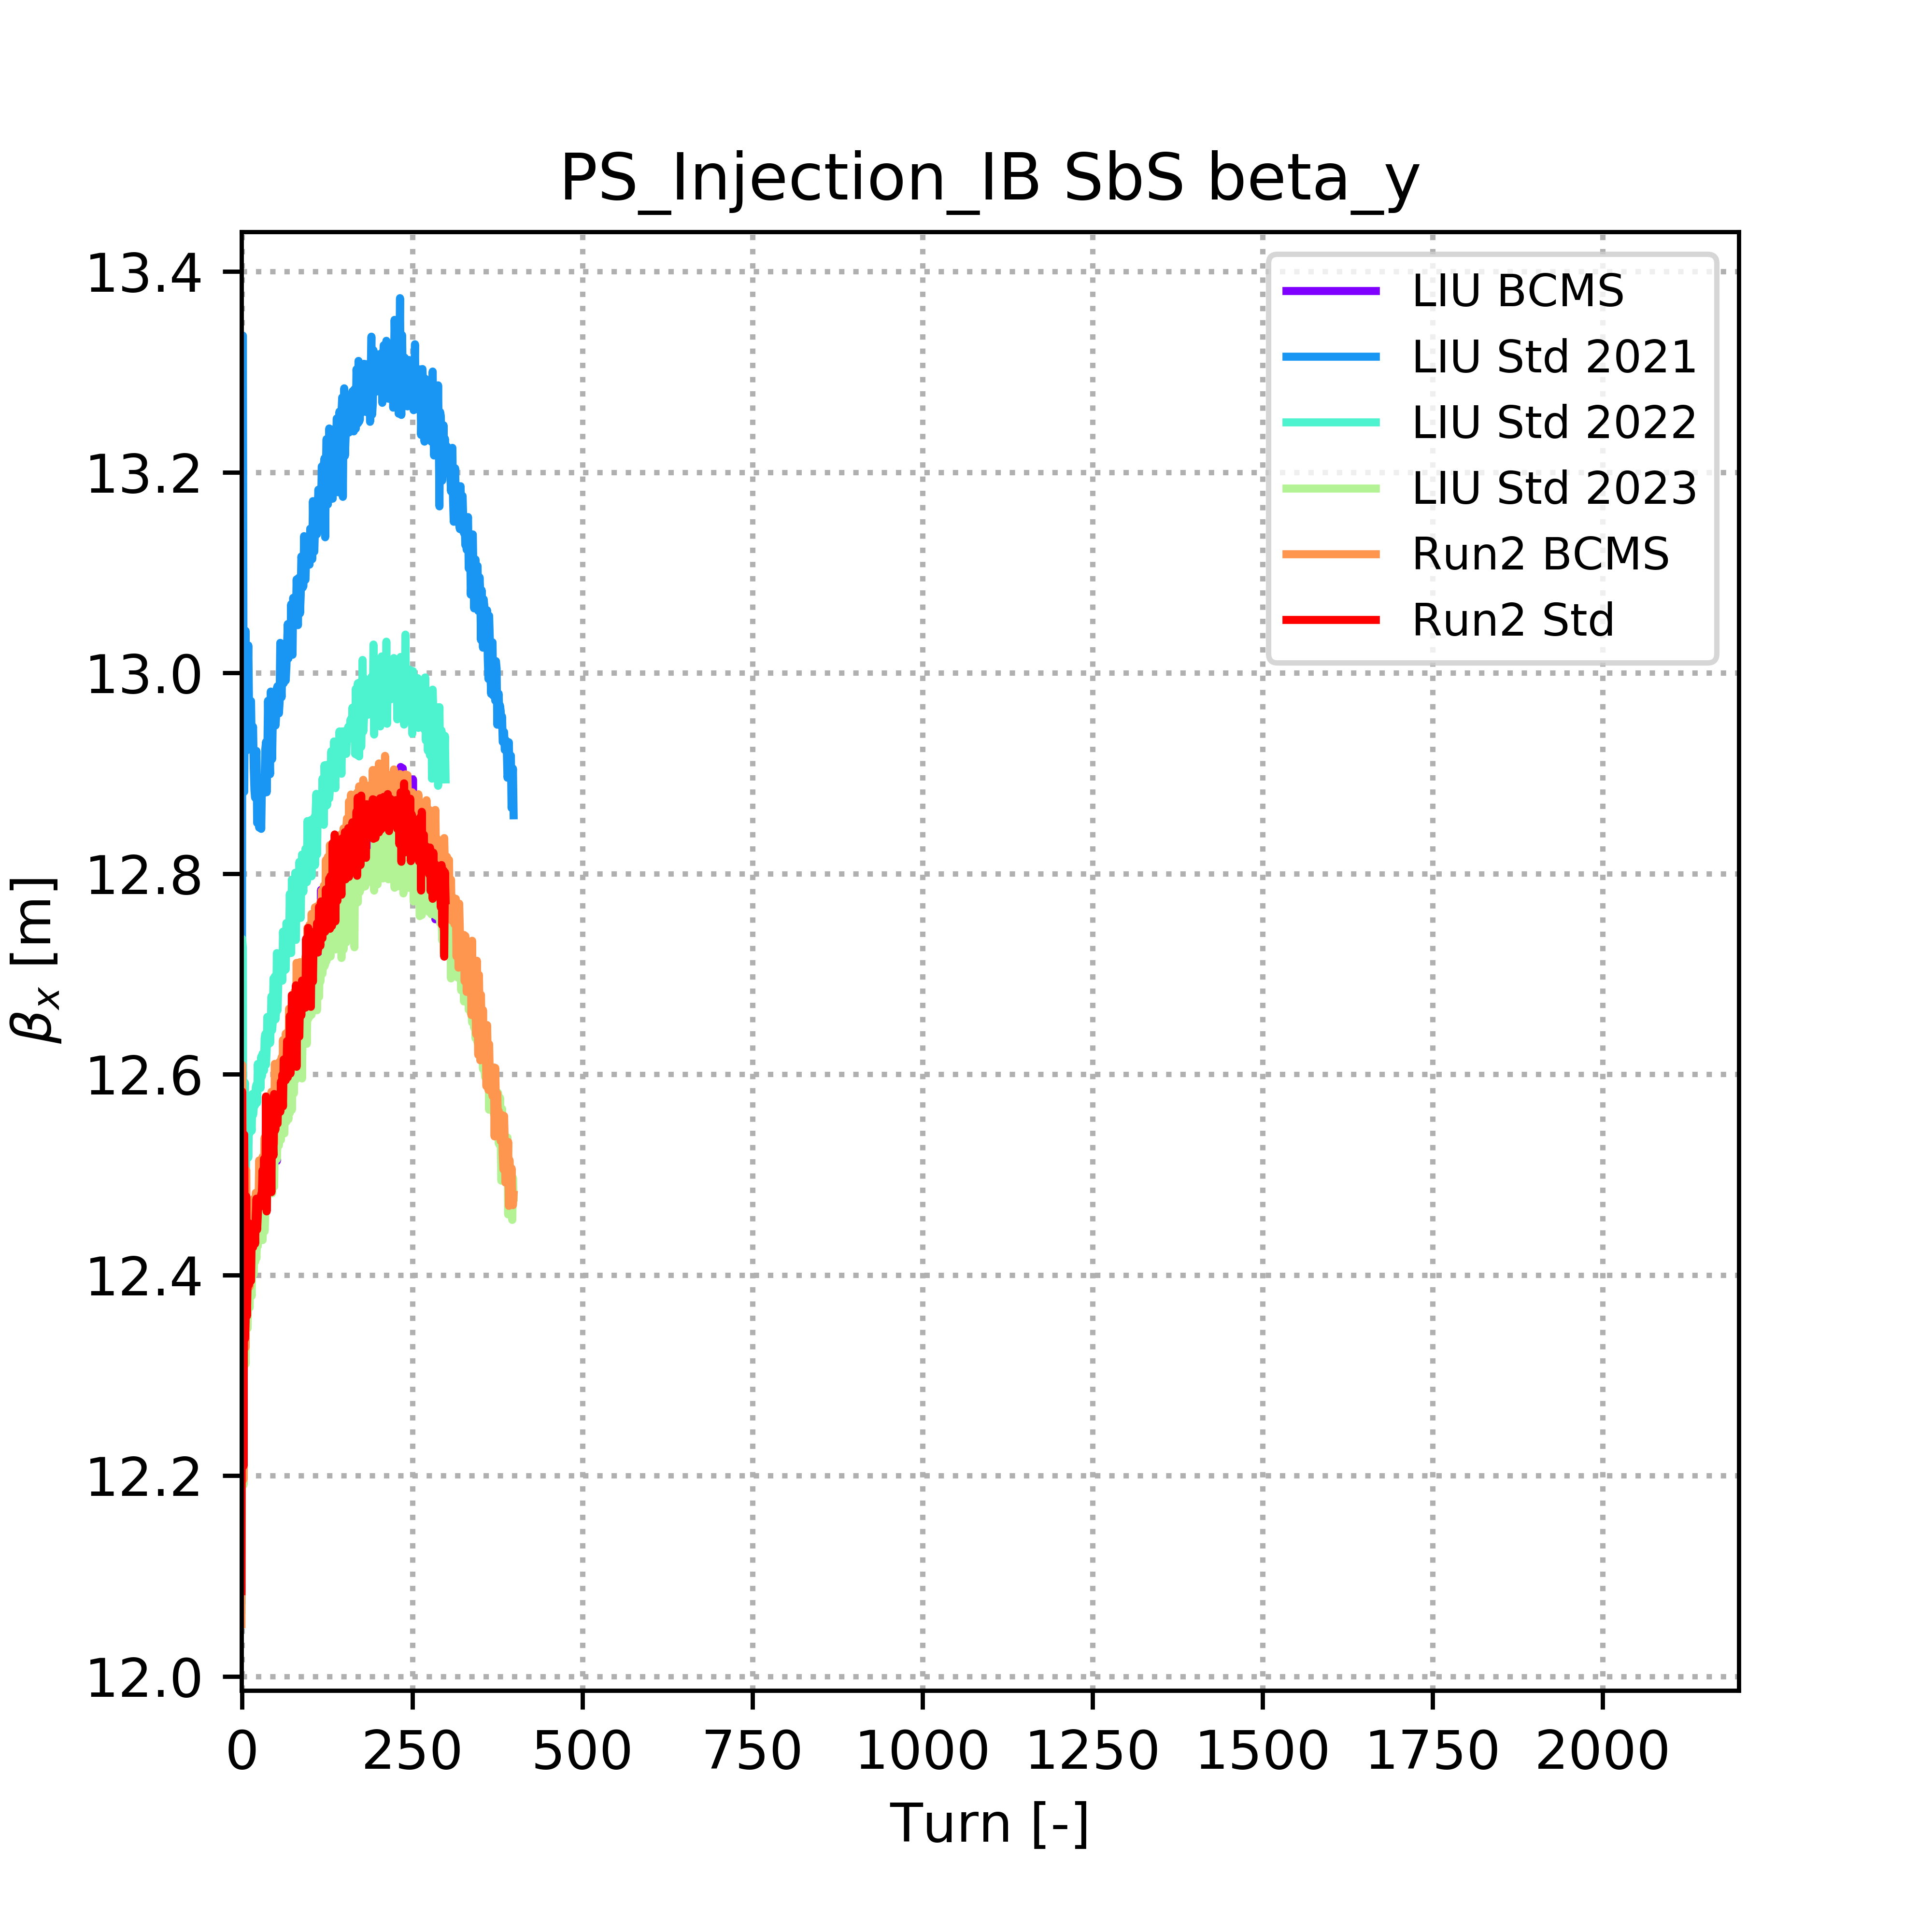 PS_Injection_IB SbS beta_y
13.4
13.2
13.0
12.8
12.6
12.4
12.2
12.0
βx [m]
LIU BCMS
LIU Std 2021
LIU Std 2022
LIU Std 2023
Run2 BCMS
Run2 Std
0 250 500 750 1000 1250 1500 1750 2000
Turn [-]